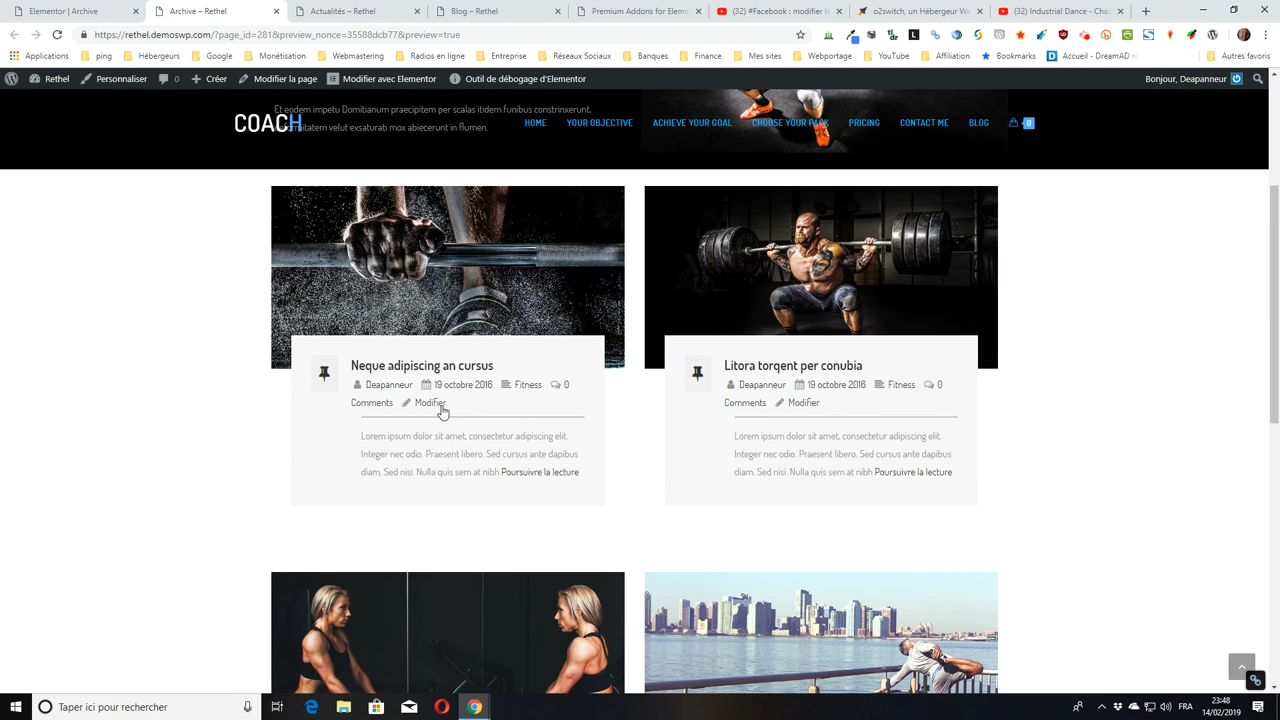 Elementor | Archive
Archive – Rethel
Actualités – Rethel
Blog – Rethel
Premium Addons for Eleme
(32) #Facebook : modifier l
o2switch, un Hébergeur We
(32) Industrial Dance - Chac
https://rethel.demoswp.com/?page_id=281&preview_nonce=35588dcb77&preview=true
Applications
ping
Hébergeurs
Google
Monétisation
Webmastering
Radios en ligne
Entreprise
Réseaux Sociaux
Banques
Finance
Mes sites
Webportage
YouTube
Affiliation
Bookmarks
Accueil - DreamAD
Autres favoris
Rethel
Personnaliser
0
Créer
Modifier la page
Modifier avec Elementor
Outil de débogage d'Elementor
Bonjour, Deapanneur
Et eodem impetu Domitianum praecipitem per scalas itidem funibus constrinxerunt.
velut exsaturati mox abiecerunt in flumen.
COACH
HOME
YOUR OBJECTIVE
ACHIEVE YOUR GOAL
CHOOSE YOUR PACK
PRICING
CONTACT ME
BLOG
0
Neque adipiscing an cursus
Deapanneur 19 octobre 2016 Fitness 0
Comments Modifier
Lorem ipsum dolor sit amet, consectetur adipiscing elit.
Integer nec odio. Praesent libero. Sed cursus ante dapibus
diam. Sed nisi. Nulla quis sem at nibh Poursuivre la lecture
Litora torqent per conubia
Deapanneur 19 octobre 2016 Fitness 0
Comments Modifier
Lorem ipsum dolor sit amet, consectetur adipiscing elit.
Integer nec odio. Praesent libero. Sed cursus ante dapibus
diam. Sed nisi. Nulla quis sem at nibh Poursuivre la lecture
Taper ici pour rechercher
FRA
23:48
14/02/2019